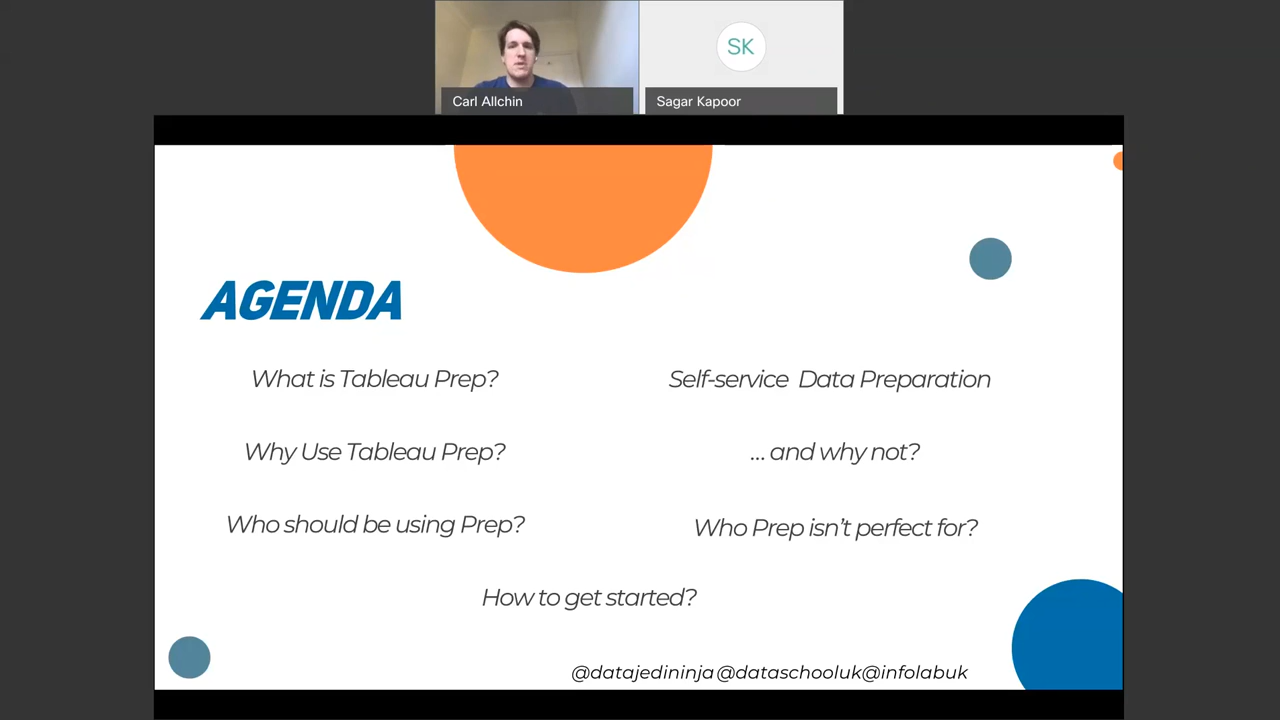 SK
Carl Allchin
Sagar Kapoor
AGENDA
What is Tableau Prep?
Self-service Data Preparation
Why Use Tableau Prep?
... and why not?
Who should be using Prep?
Who Prep isn't perfect for?
How to get started?
@datajedininja @dataschooluk@infolabuk